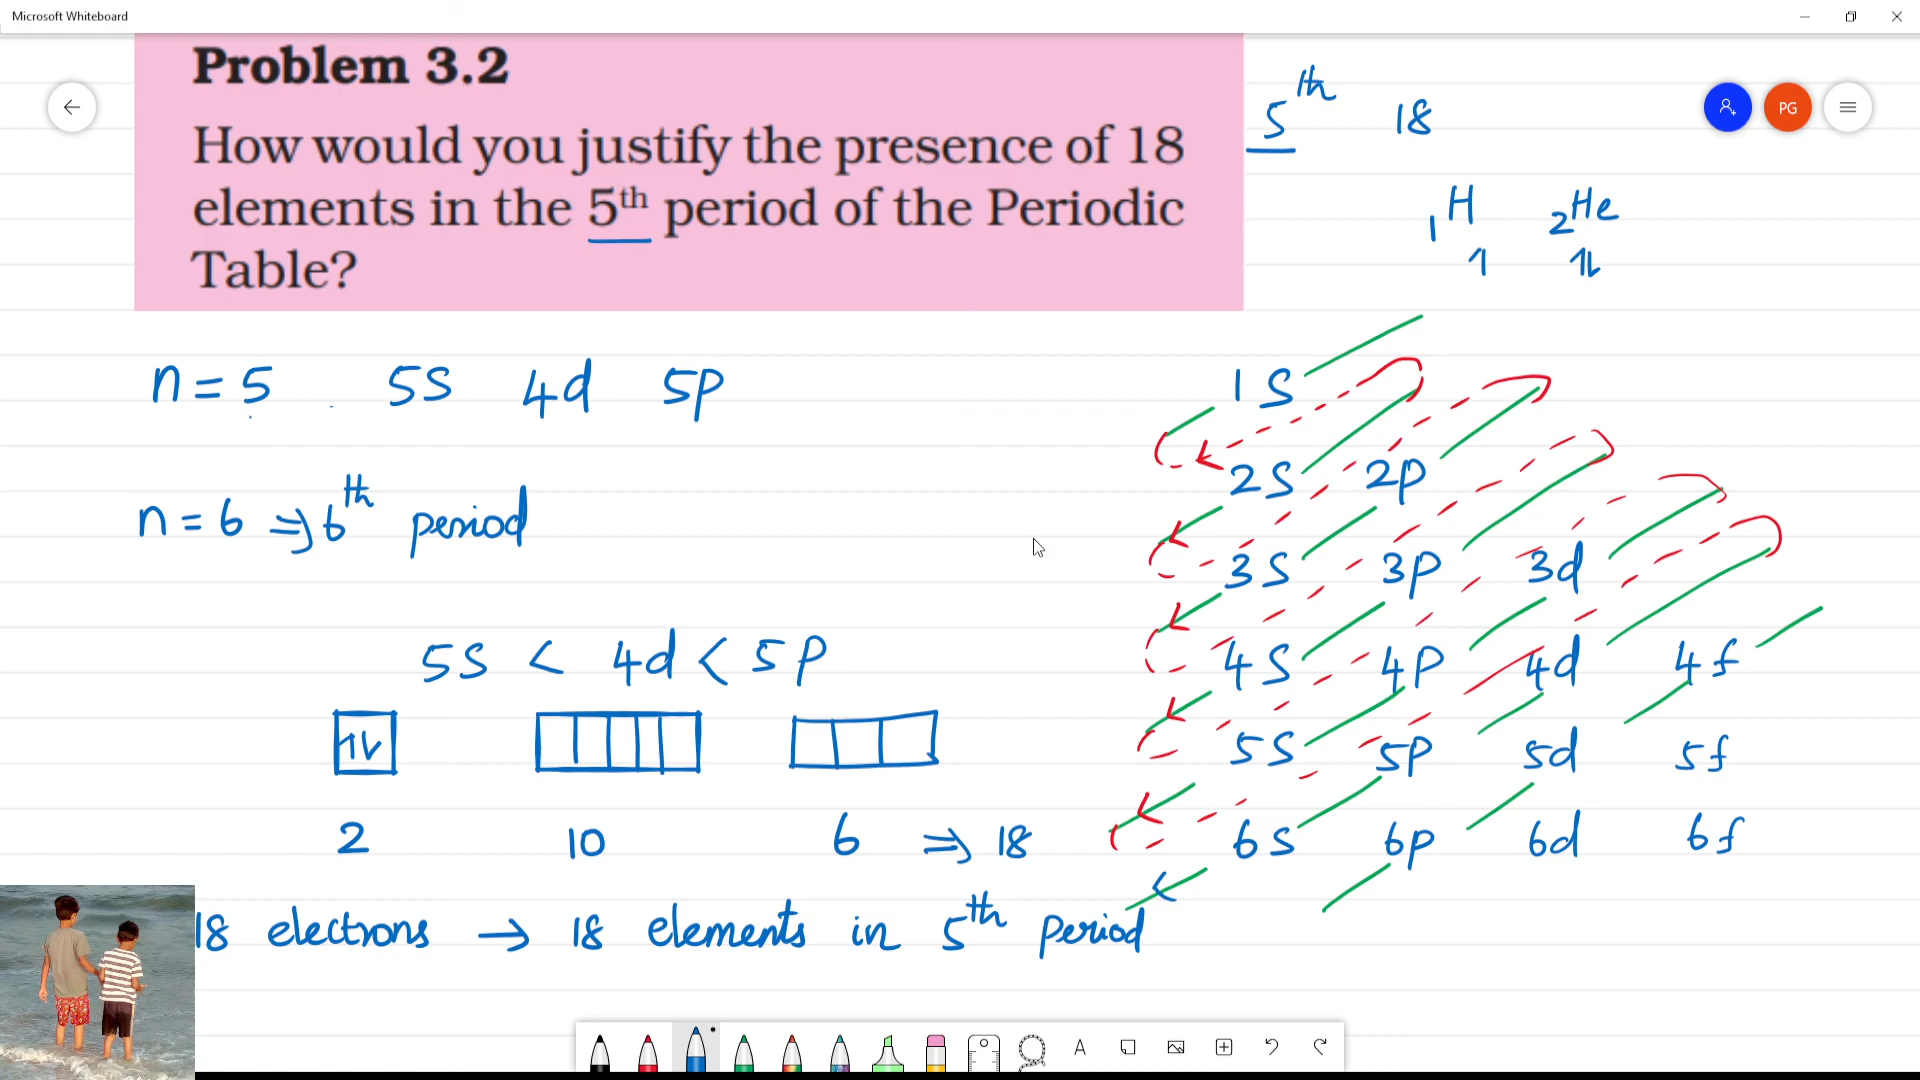 Microsoft Whiteboard
Problem 3.2
How would you justify the presence of 18
elements in the 5th period of the Periodic
Table?
5th 18
PG
1H 2He
1 1L
n = 5 5S 4d 5p
n = 6 ⇒ 6th period
5S < 4d < 5P
2 10 6 ⇒ 18
18 electrons → 18 elements in 5th period
1S
2S 2P
3S 3P 3d
4S 4P 4d 4f
5S 5P 5d 5f
6S 6P 6d 6f
A